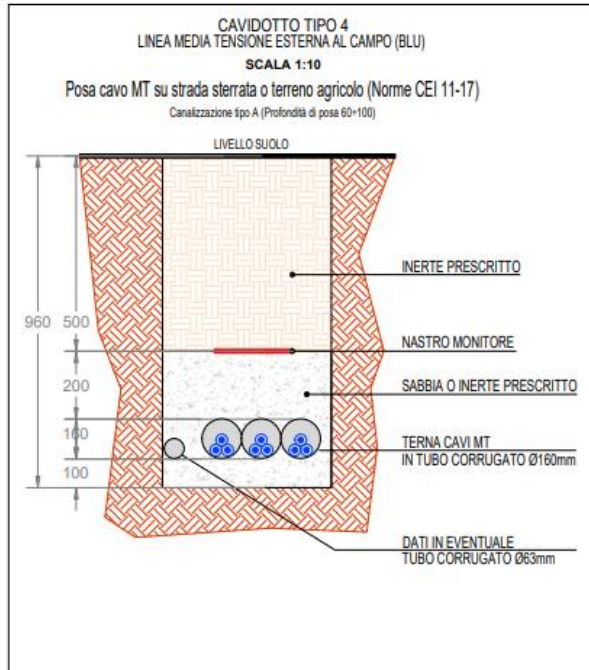 CAVIDOTTO TIPO 4
LINEA MEDIA TENSIONE ESTERNA AL CAMPO (BLU)
SCALA 1:10
Posa cavo MT su strada sterrata o terreno agricolo (Norme CEI 11-17)
Canalizzazione tipo A (Profondità di posa 60÷100)
LIVELLO SUOLO
INERTE PRESCRITTO
960
500
NASTRO MONITORE
200
SABBIA O INERTE PRESCRITTO
160
TERNA CAVI MT
IN TUBO CORRUGATO Ø160mm
100
DATI IN EVENTUALE
TUBO CORRUGATO Ø63mm